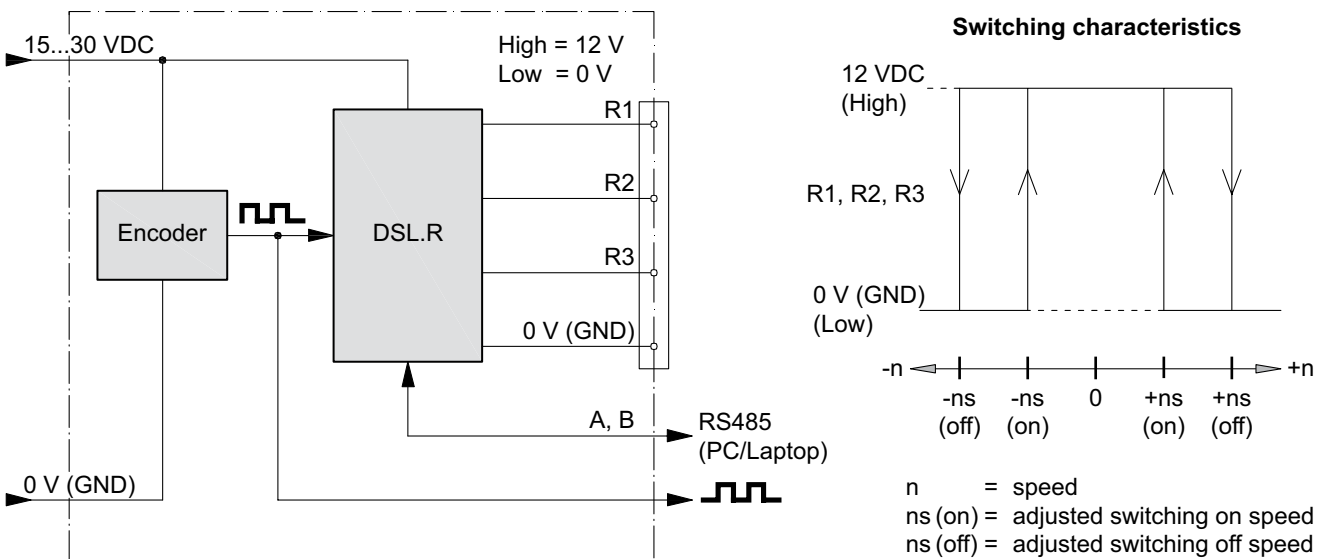 15...30 VDC
High = 12 V
Low = 0 V
R1
R2
R3
Encoder
DSL.R
0 V (GND)
A, B
RS485
(PC/Laptop)
0 V (GND)
Switching characteristics
12 VDC
(High)
R1, R2, R3
0 V (GND)
(Low)
-n
+n
-ns -ns 0 +ns +ns
(off) (on) (on) (off)
n = speed
ns (on) = adjusted switching on speed
ns (off) = adjusted switching off speed